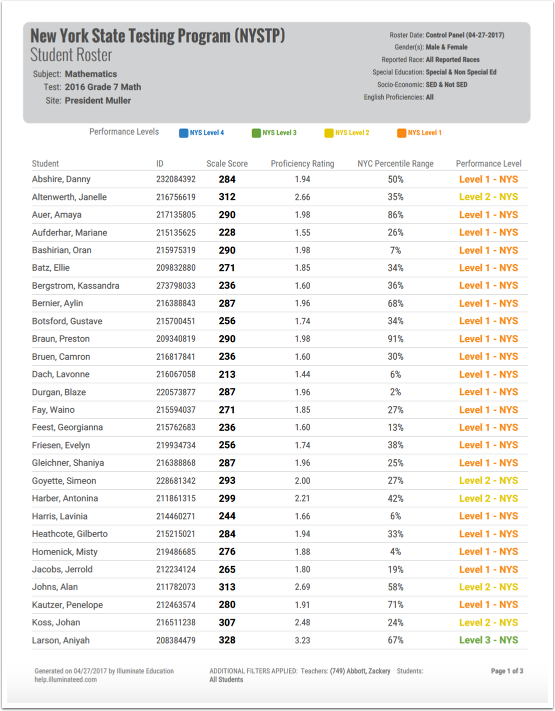 New York State Testing Program (NYSTP)
Student Roster
Subject: Mathematics
Test: 2016 Grade 7 Math
Site: President Muller
Roster Date: Control Panel (04-27-2017)
Gender(s): Male & Female
Reported Race: All Reported Races
Special Education: Special & Non Special Ed
Socio-Economic: SED & Not SED
English Proficiencies: All
Performance Levels NYS Level 4 NYS Level 3 NYS Level 2 NYS Level 1
Student ID Scale Score Proficiency Rating NYC Percentile Range Performance Level
Abshire, Danny 232084392 284 1.94 50% Level 1 - NYS
Altenwerth, Janelle 216756619 312 2.66 35% Level 2 - NYS
Auer, Amaya 217135805 290 1.98 86% Level 1 - NYS
Aufderhar, Mariane 215135625 228 1.55 26% Level 1 - NYS
Bashirian, Oran 215975319 290 1.98 7% Level 1 - NYS
Batz, Ellie 209832880 271 1.85 34% Level 1 - NYS
Bergstrom, Kassandra 273798033 236 1.60 36% Level 1 - NYS
Bernier, Aylin 216388843 287 1.96 68% Level 1 - NYS
Botsford, Gustave 215700451 256 1.74 34% Level 1 - NYS
Braun, Preston 209340819 290 1.98 91% Level 1 - NYS
Bruen, Camron 216817841 236 1.60 30% Level 1 - NYS
Dach, Lavonne 216067058 213 1.44 6% Level 1 - NYS
Durgan, Blaze 220573877 287 1.96 2% Level 1 - NYS
Fay, Waino 215594037 271 1.85 27% Level 1 - NYS
Feest, Georgianna 215762683 236 1.60 13% Level 1 - NYS
Friesen, Evelyn 219934734 256 1.74 38% Level 1 - NYS
Gleichner, Shaniya 216388868 287 1.96 25% Level 1 - NYS
Goyette, Simeon 228681342 293 2.00 27% Level 2 - NYS
Harber, Antonina 211861315 299 2.21 42% Level 2 - NYS
Harris, Lavinia 214460271 244 1.66 6% Level 1 - NYS
Heathcote, Gilberto 215215021 284 1.94 33% Level 1 - NYS
Homenick, Misty 219486685 276 1.88 4% Level 1 - NYS
Jacobs, Jerrold 212234124 265 1.80 19% Level 1 - NYS
Johns, Alan 211782073 313 2.69 58% Level 2 - NYS
Kautzer, Penelope 212463574 280 1.91 71% Level 1 - NYS
Koss, Johan 216511238 307 2.48 24% Level 2 - NYS
Larson, Aniyah 208384479 328 3.23 67% Level 3 - NYS
Generated on 04/27/2017 by Illuminate Education ADDITIONAL FILTERS APPLIED: Teachers: (749) Abbott, Zackery Students: Page 1 of 3
help.illuminateed.com All Students